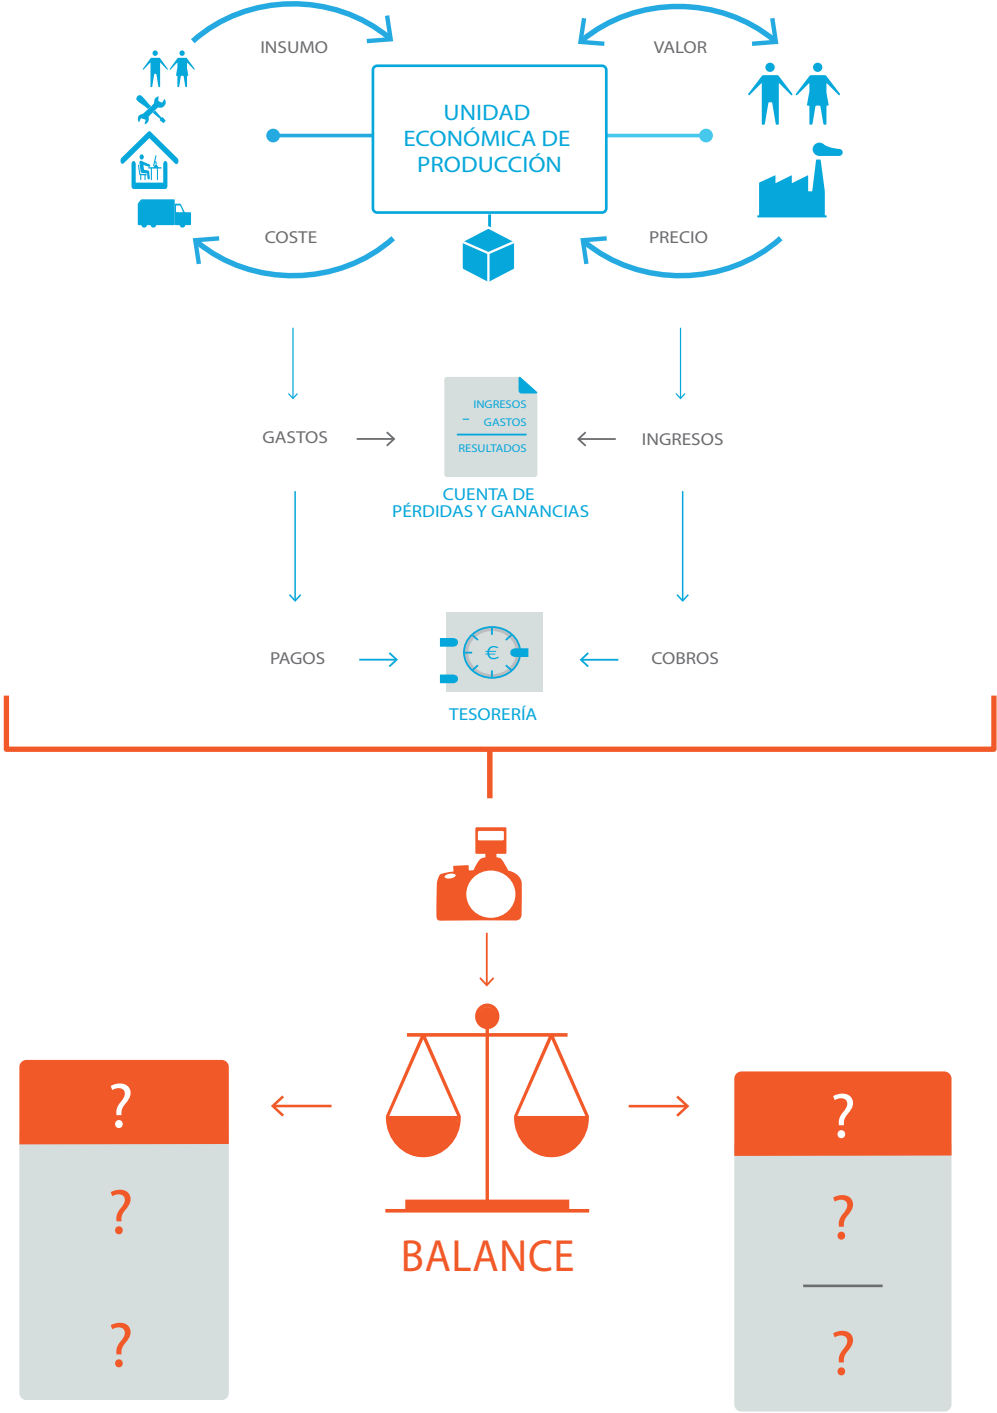 INSUMO
VALOR
UNIDAD
ECONÓMICA DE
PRODUCCIÓN
COSTE
PRECIO
INGRESOS
– GASTOS
RESULTADOS
GASTOS
INGRESOS
CUENTA DE
PÉRDIDAS Y GANANCIAS
€
PAGOS
COBROS
TESORERÍA
?
?
?
BALANCE
?
?
?